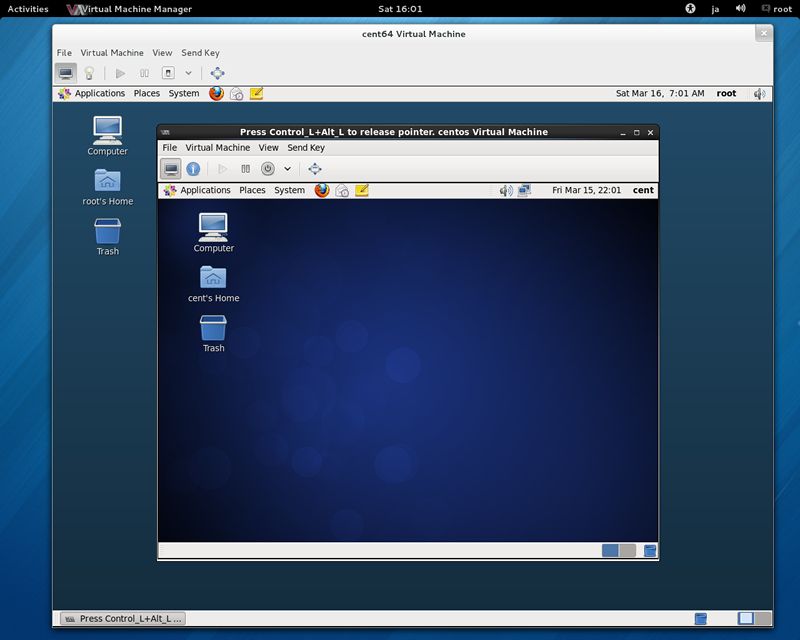 Activities Virtual Machine Manager Sat 16:01 ja root
cent64 Virtual Machine
File Virtual Machine View Send Key
Applications Places System Sat Mar 16, 7:01 AM root
Computer
root's Home
Trash
Press Control_L+Alt_L to release pointer. centos Virtual Machine
File Virtual Machine View Send Key
Applications Places System Fri Mar 15, 22:01 cent
Computer
cent's Home
Trash
Press Control_L+Alt_L ...